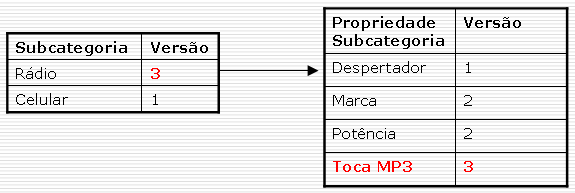 Subcategoria Versão
Rádio 3
Celular 1
Propriedade Subcategoria Versão
Despertador 1
Marca 2
Potência 2
Toca MP3 3